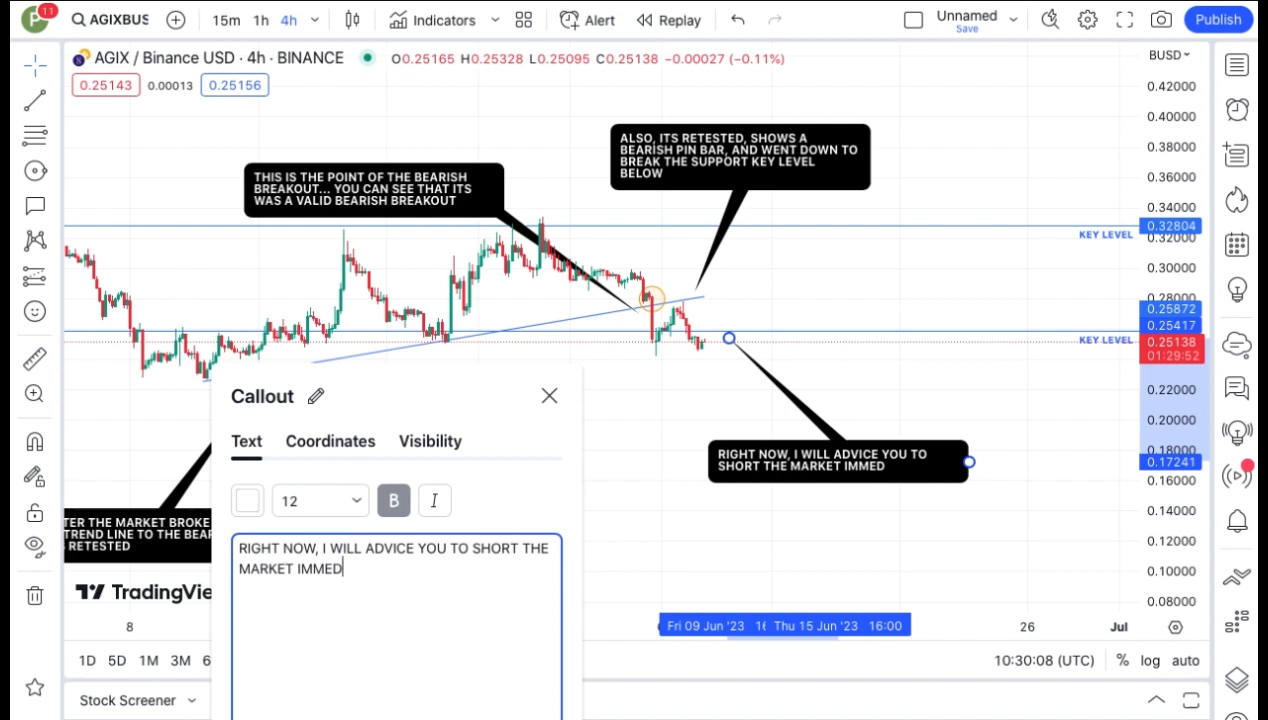 P
11
AGIXBUS
15m 1h 4h
Indicators
Alert
Replay
Unnamed
Save
Publish
AGIX / Binance USD · 4h · BINANCE
O0.25165 H0.25328 L0.25095 C0.25138 −0.00027 (−0.11%)
0.25143 0.00013 0.25156
BUSD
0.42000
0.40000
0.38000
0.36000
0.34000
0.32804
0.32000
0.30000
0.28000
0.25872
0.25417
0.25138
01:29:52
0.22000
0.20000
0.18000
0.17241
0.16000
0.14000
0.12000
0.10000
0.08000
ALSO, ITS RETESTED, SHOWS A
BEARISH PIN BAR, AND WENT DOWN TO
BREAK THE SUPPORT KEY LEVEL
BELOW
THIS IS THE POINT OF THE BEARISH
BREAKOUT... YOU CAN SEE THAT ITS
WAS A VALID BEARISH BREAKOUT
KEY LEVEL
KEY LEVEL
RIGHT NOW, I WILL ADVICE YOU TO
SHORT THE MARKET IMMED
TER THE MARKET BROKE
TREND LINE TO THE BEAR
RETESTED
TradingVie
Callout
Text Coordinates Visibility
12 B I
RIGHT NOW, I WILL ADVICE YOU TO SHORT THE
MARKET IMMED
8 Fri 09 Jun '23 16 Thu 15 Jun '23 16:00 26 Jul
1D 5D 1M 3M 6
10:30:08 (UTC) % log auto
Stock Screener